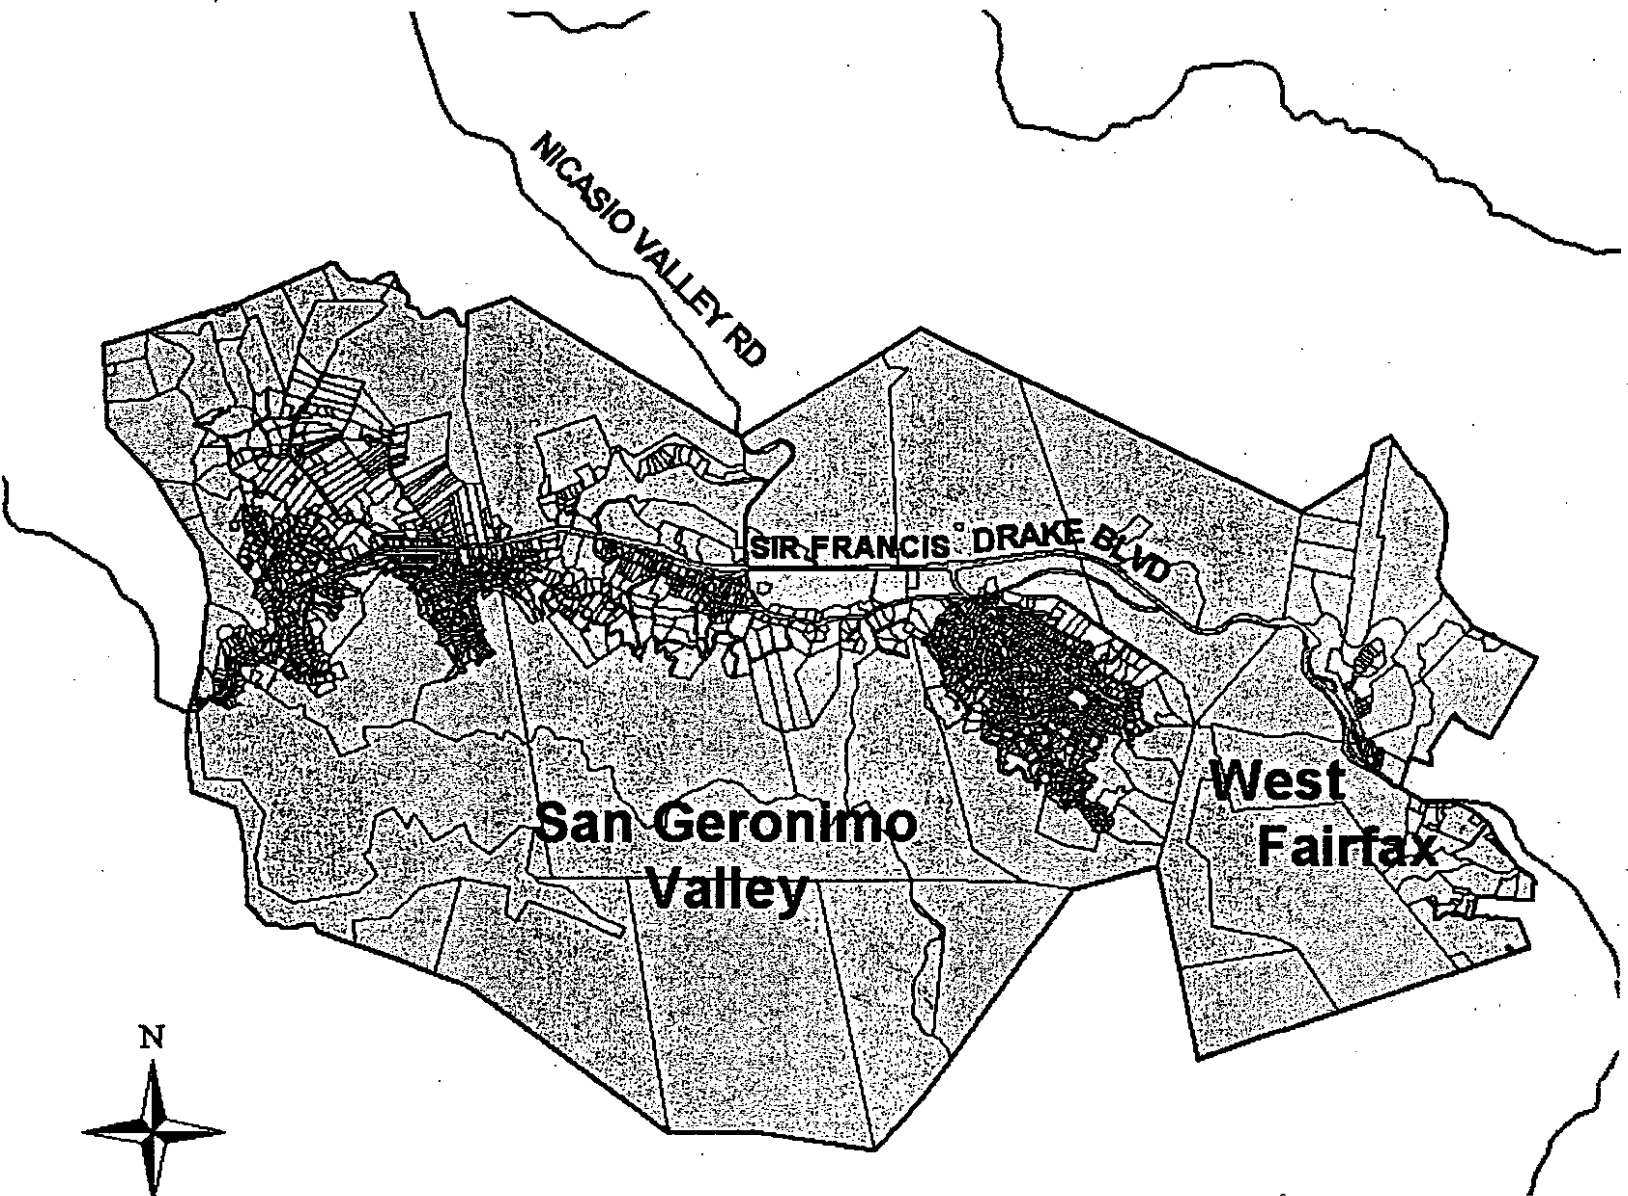 NICASIO VALLEY RD
SIR FRANCIS DRAKE BLVD
West
Fairfax
San Geronimo
Valley
N